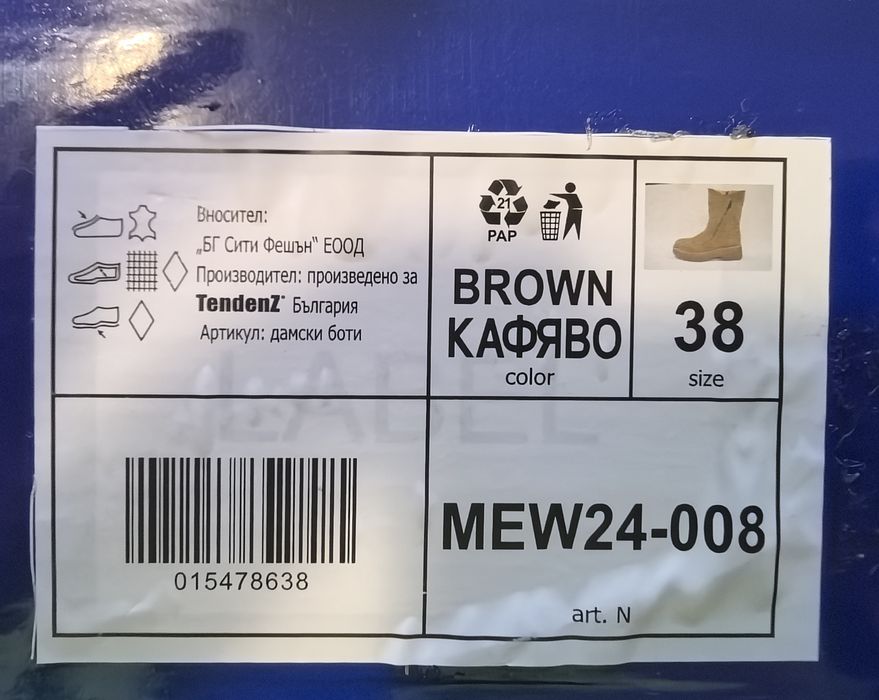 Вносител:
„БГ Сити Фешън“ ЕООД
Производител: произведено за
TendenZ® България
Артикул: дамски боти
21
PAP
BROWN
КАФЯВО
color
38
size
015478638
MEW24-008
art. N
LABEL